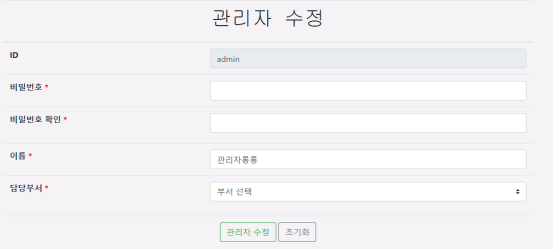 관리자 수정
ID
admin
비밀번호 *
비밀번호 확인 *
이름 *
관리자통통
담당부서 *
부서 선택
관리자 수정 초기화